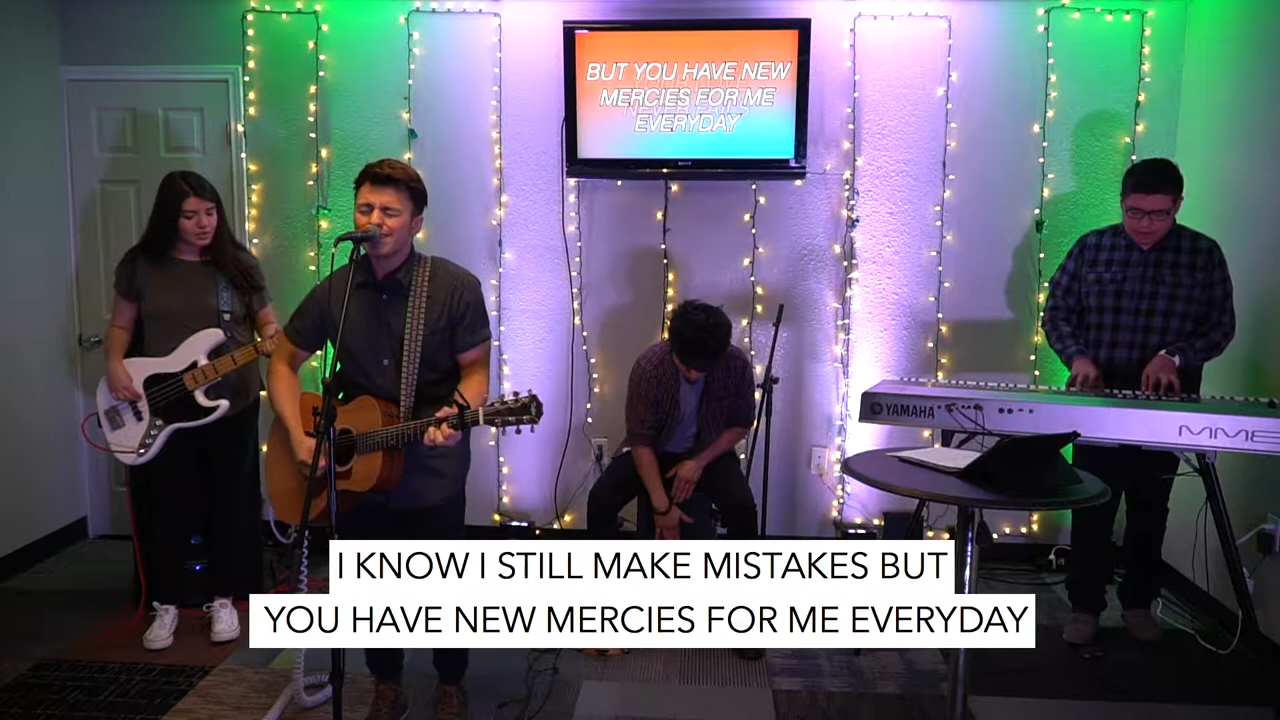 BUT YOU HAVE NEW
MERCIES FOR ME
EVERYDAY
YAMAHA
I KNOW I STILL MAKE MISTAKES BUT
YOU HAVE NEW MERCIES FOR ME EVERYDAY